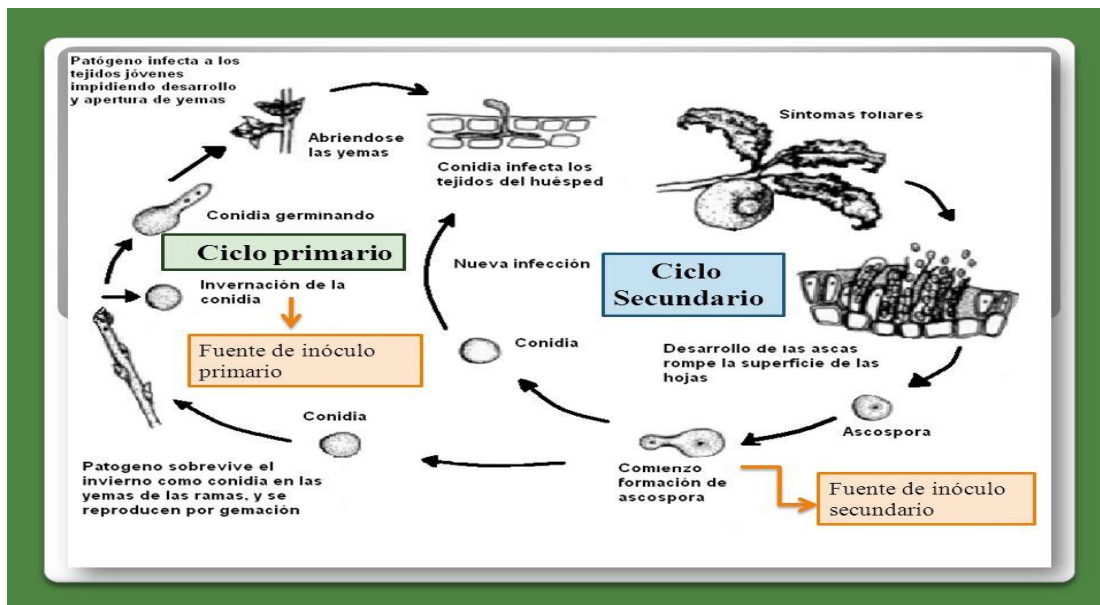 Patógeno infecta a los
tejidos jóvenes
impidiendo desarrollo
y apertura de yemas
Abriendose
las yemas
Conidia infecta los
tejidos del huésped
Síntomas foliares
Conidia germinando
Ciclo primario
Invernación de la
conidia
Fuente de inóculo
primario
Nueva infección
Ciclo
Secundario
Conidia
Desarrollo de las ascas
rompe la superficie de las
hojas
Ascospora
Conidia
Comienzo
formación de
ascospora
Fuente de inóculo
secundario
Patogeno sobrevive el
invierno como conidia en las
yemas de las ramas, y se
reproducen por gemación